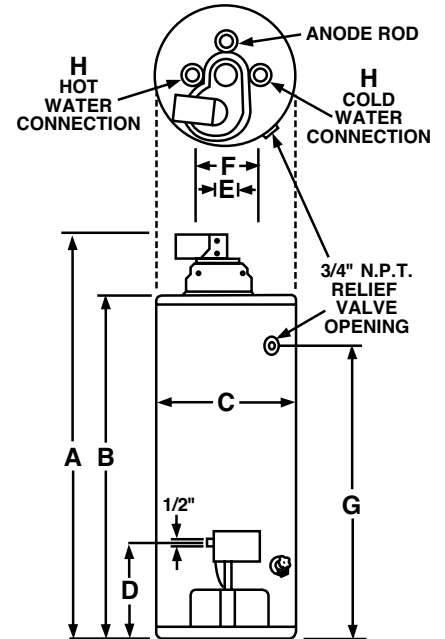 ANODE ROD
H
HOT
WATER
CONNECTION
H
COLD
WATER
CONNECTION
F
E
3/4" N.P.T.
RELIEF
VALVE
OPENING
C
A
B
G
1/2"
D